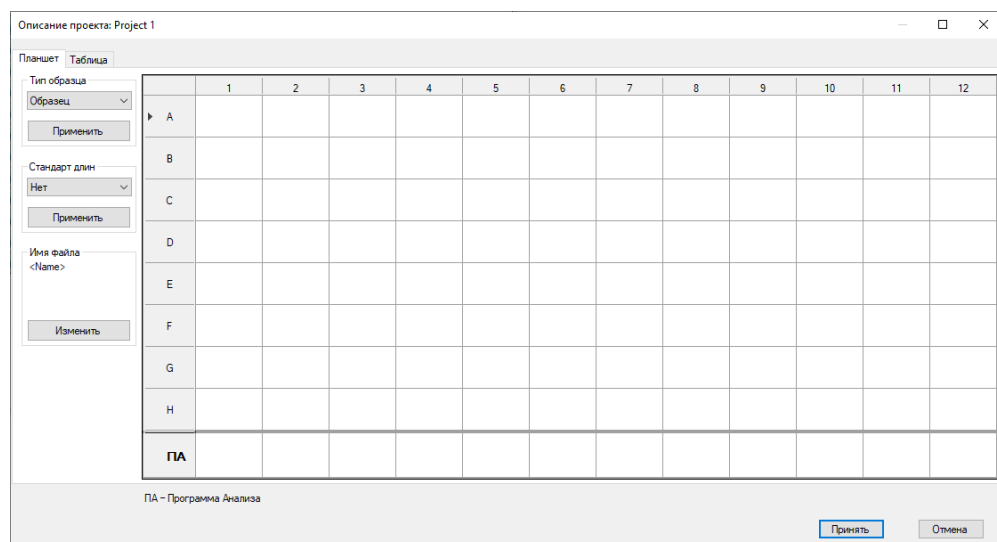 Описание проекта: Project 1
Планшет Таблица
Тип образца
Образец
Применить
Стандарт длин
Нет
Применить
Имя файла
<Name>
Изменить
1 2 3 4 5 6 7 8 9 10 11 12
A
B
C
D
E
F
G
H
ПА
ПА – Программа Анализа
Принять Отмена